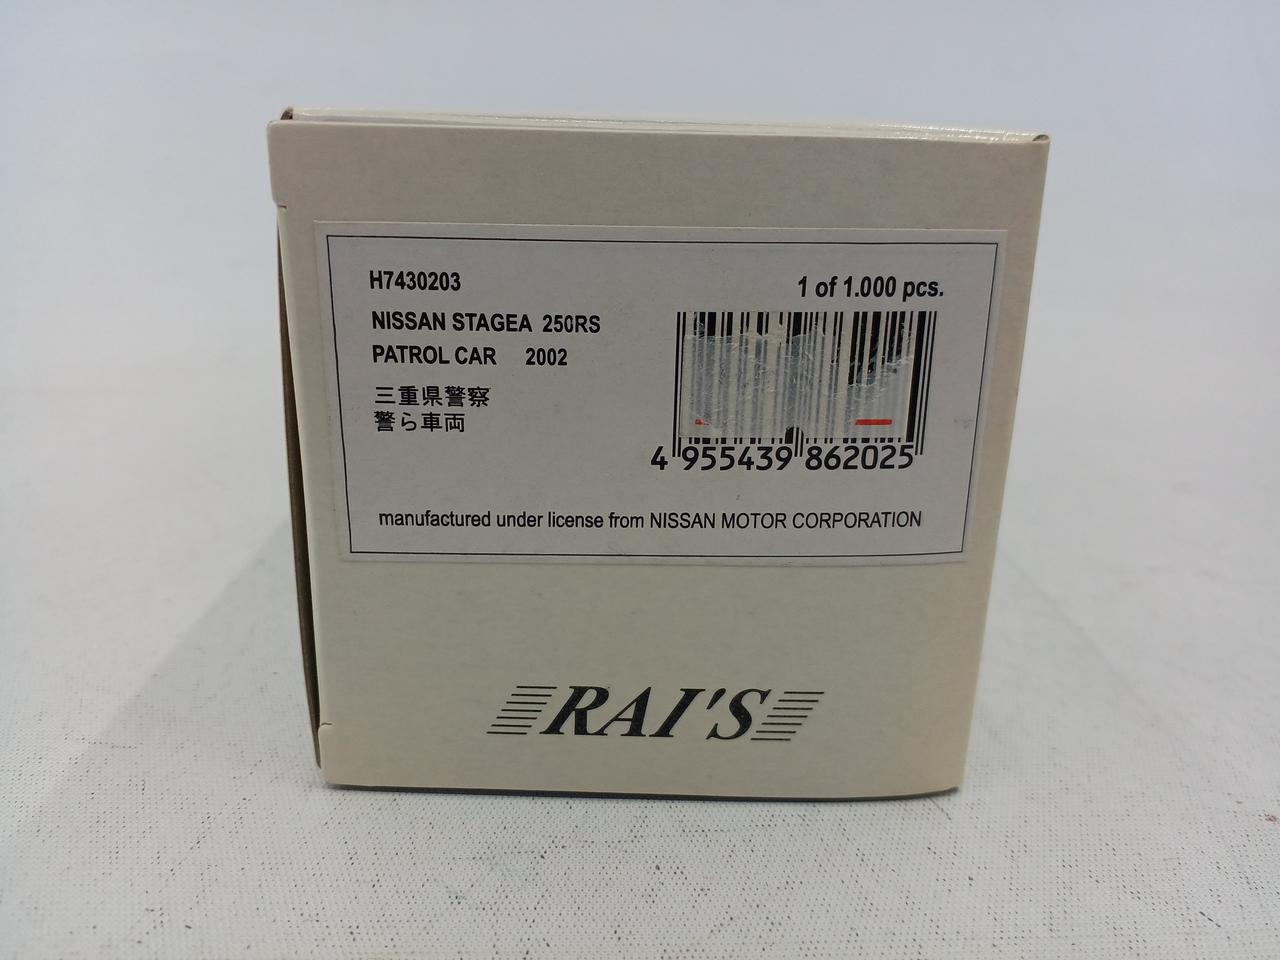 H7430203
1 of 1.000 pcs.
NISSAN STAGEA 250RS
PATROL CAR 2002
三重県警察
警ら車両
4 955439 862025
manufactured under license from NISSAN MOTOR CORPORATION
RAI'S